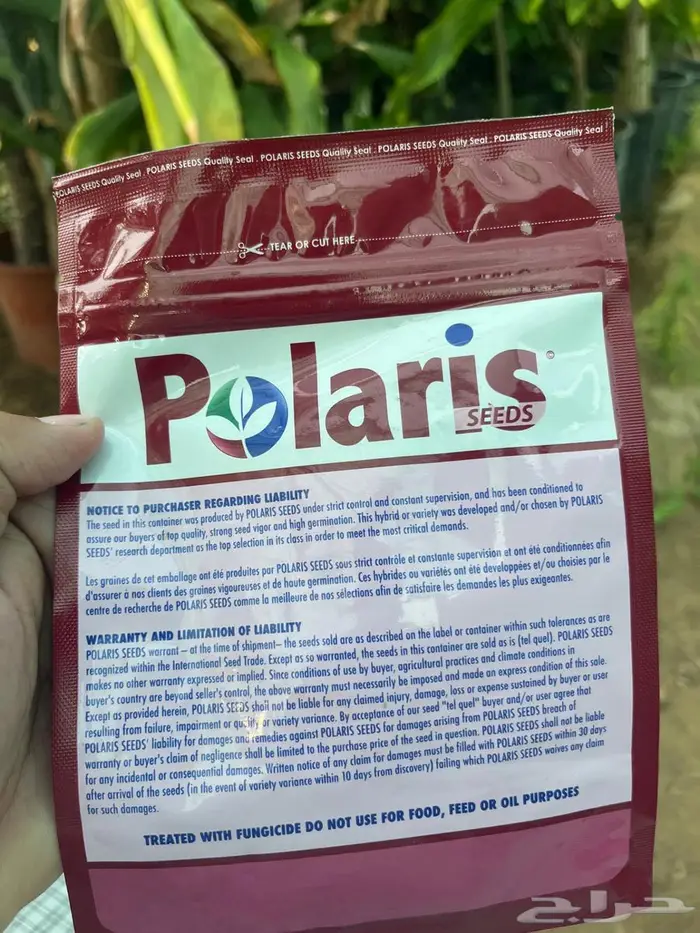 POLARIS SEEDS Quality Seal . POLARIS SEEDS Quality Seal . POLARIS SEEDS Quality Seal . POLARIS SEEDS Quality Seal
TEAR OR CUT HERE
Polaris
SEEDS
NOTICE TO PURCHASER REGARDING LIABILITY
The seed in this container was produced by POLARIS SEEDS under strict control and constant supervision, and has been conditioned to
assure our buyers of top quality, strong seed vigor and high germination. This hybrid or variety was developed and/or chosen by POLARIS
SEEDS' research department as the top selection in its class in order to meet the most critical demands.
Les graines de cet emballage ont été produites par POLARIS SEEDS sous strict contrôle et constante supervision et ont été conditionnées afin
d'assurer à nos clients des graines vigoureuses et de haute germination. Ces hybrides ou variétés ont été developpées et/ou choisies par le
centre de recherche de POLARIS SEEDS comme la meilleure de nos sélections afin de satisfaire les demandes les plus exigeantes.
WARRANTY AND LIMITATION OF LIABILITY
POLARIS SEEDS warrant – at the time of shipment– the seeds sold are as described on the label or container within such tolerances as are
recognized within the International Seed Trade. Except as so warranted, the seeds in this container are sold as is (tel quel). POLARIS SEEDS
makes no other warranty expressed or implied. Since conditions of use by buyer, agricultural practices and climate conditions in
buyer's country are beyond seller's control, the above warranty must necessarily be imposed and made an express condition of this sale.
Except as provided herein, POLARIS SEEDS shall not be liable for any claimed injury, damage, loss or expense sustained by buyer or user
resulting from failure, impairment or quality or variety variance. By acceptance of our seed "tel quel" buyer and/or user agree that
POLARIS SEEDS' liability for damages and remedies against POLARIS SEEDS for damages arising from POLARIS SEEDS breach of
warranty or buyer's claim of negligence shall be limited to the purchase price of the seed in question. POLARIS SEEDS shall not be liable
for any incidental or consequential damages. Written notice of any claim for damages must be filled with POLARIS SEEDS within 30 days
after arrival of the seeds (in the event of variety variance within 10 days from discovery) failing which POLARIS SEEDS waives any claim
for such damages.
TREATED WITH FUNGICIDE DO NOT USE FOR FOOD, FEED OR OIL PURPOSES
حراج